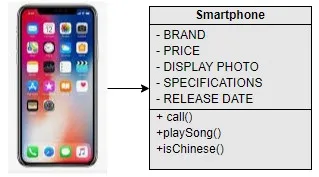 Smartphone
- BRAND
- PRICE
- DISPLAY PHOTO
- SPECIFICATIONS
- RELEASE DATE
+ call()
+playSong()
+isChinese()